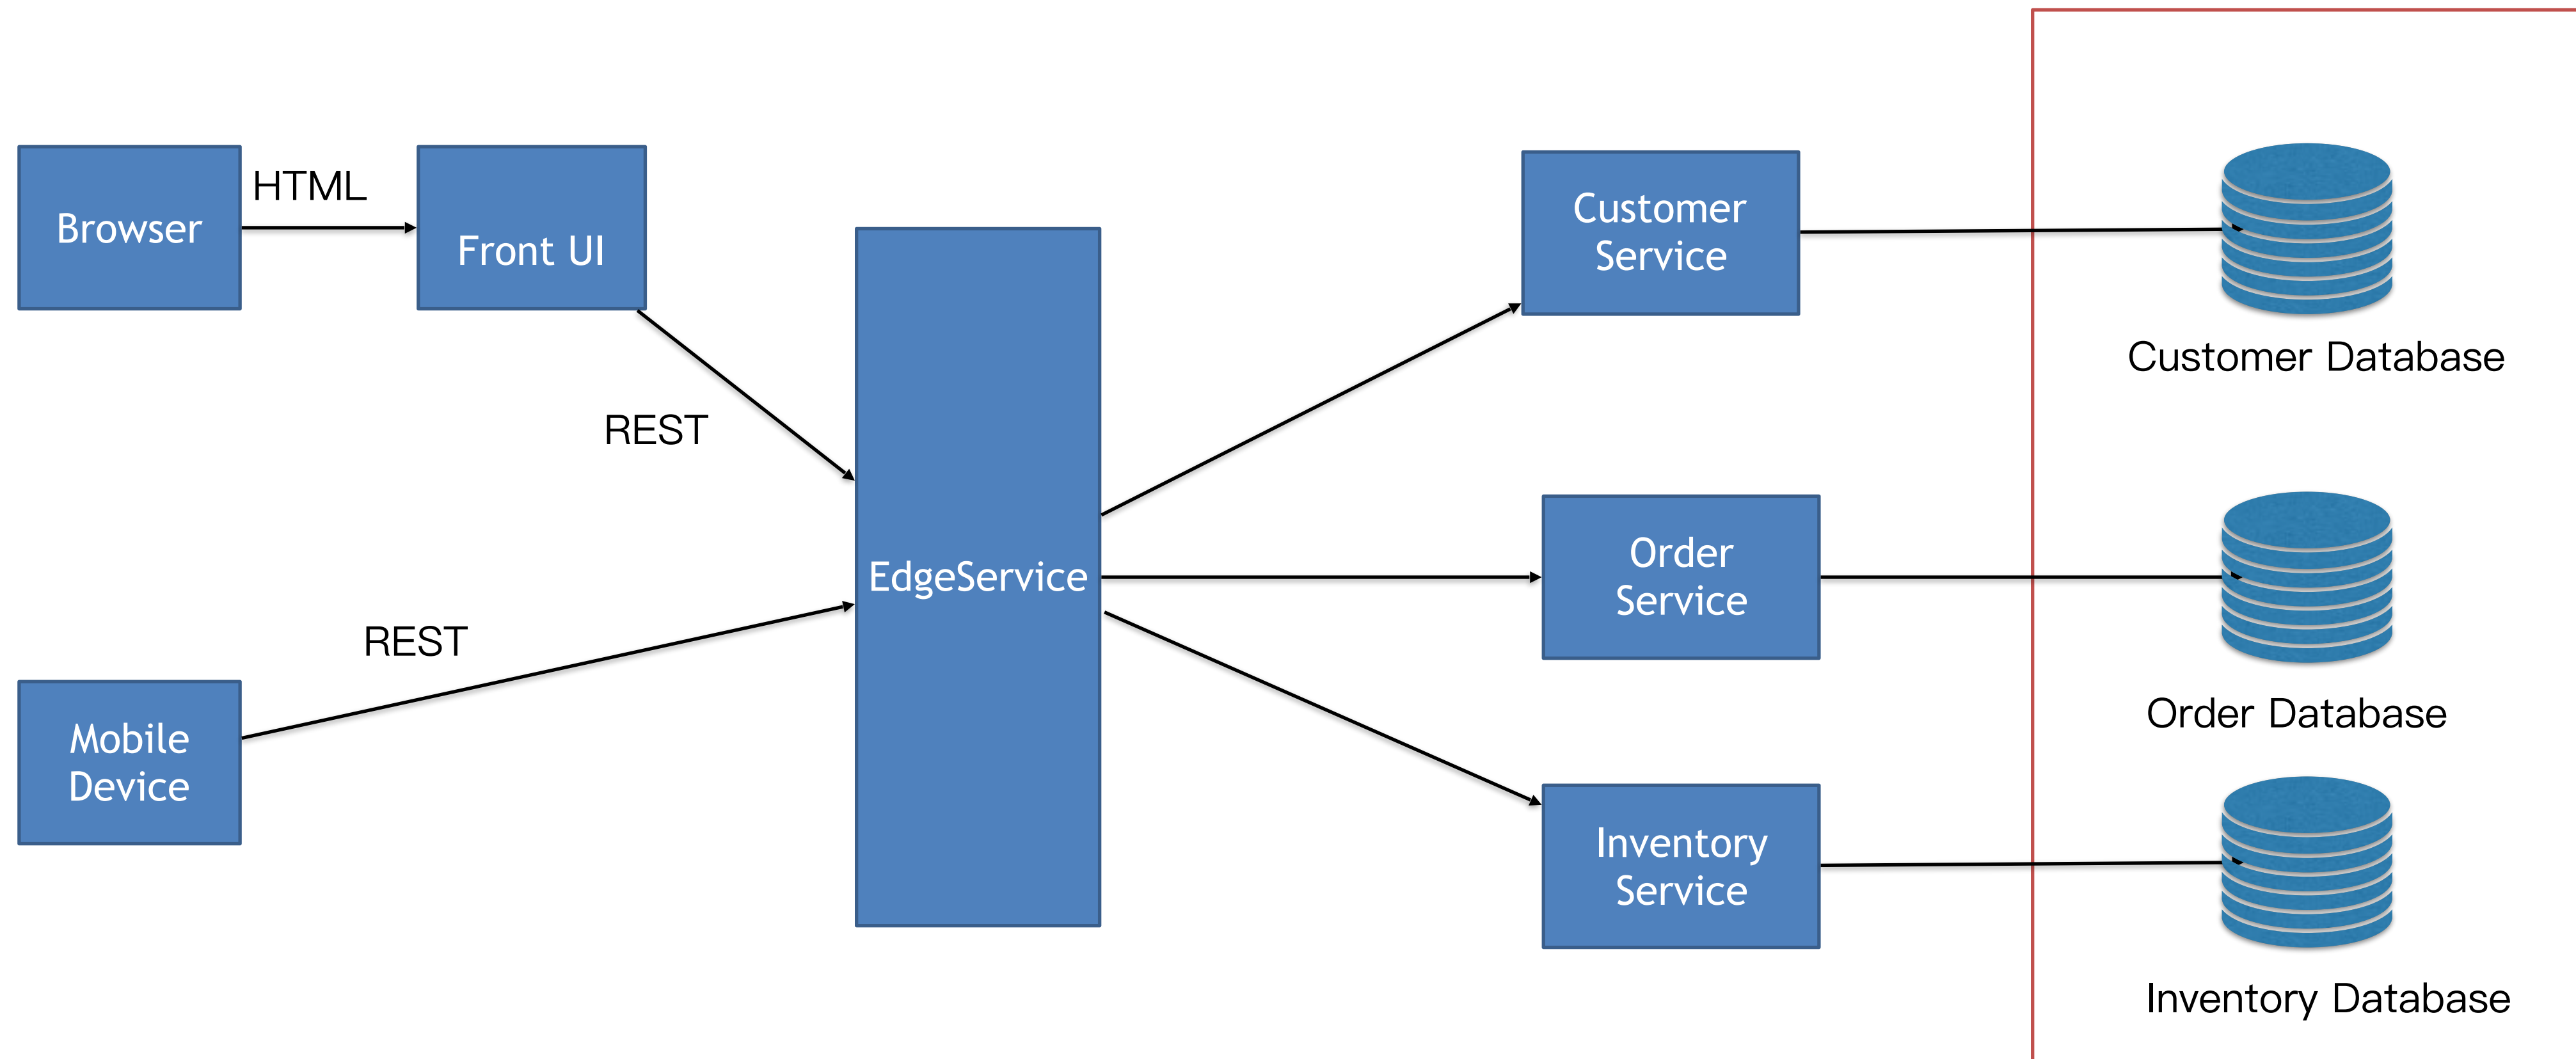 Browser
HTML
Front UI
REST
REST
Mobile
Device
EdgeService
Customer
Service
Order
Service
Inventory
Service
Customer Database
Order Database
Inventory Database